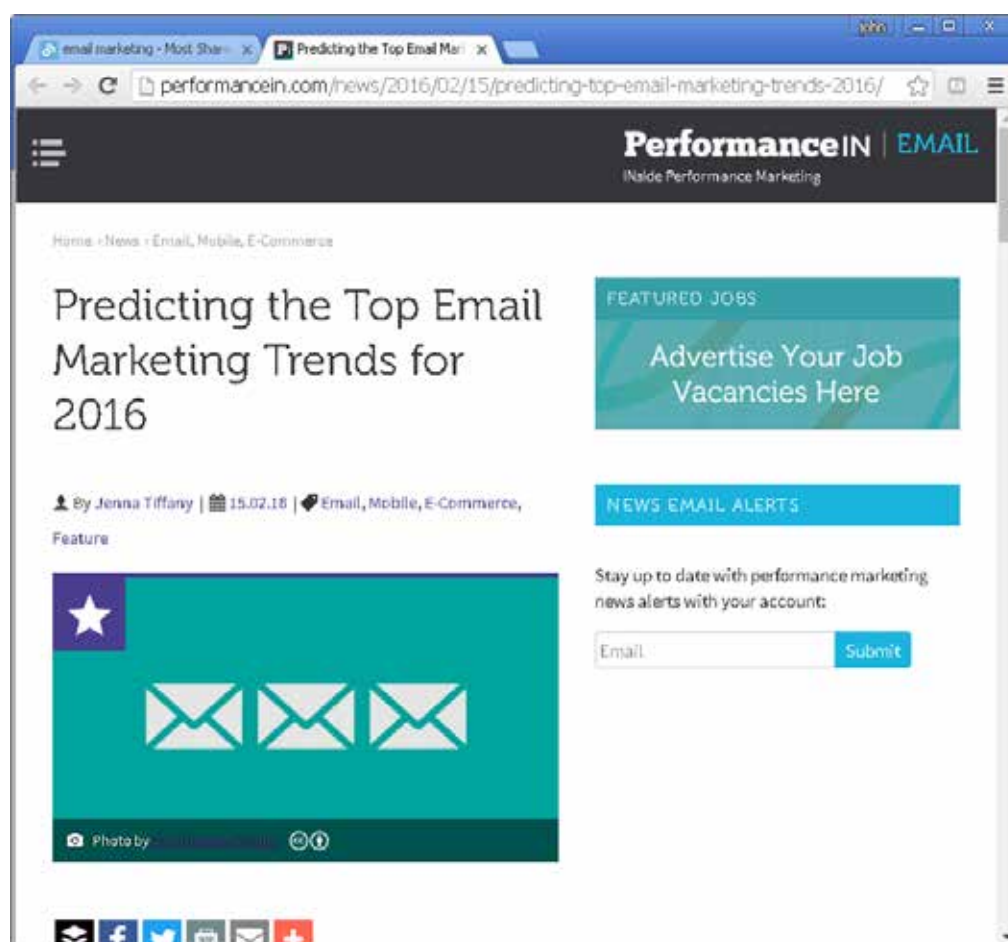 john
email marketing - Most Share
Predicting the Top Email Mar
performancein.com/news/2016/02/15/predicting-top-email-marketing-trends-2016/
PerformanceIN | EMAIL
INside Performance Marketing
Home › News › Email, Mobile, E-Commerce
Predicting the Top Email
Marketing Trends for
2016
By Jenna Tiffany | 15.02.16 | Email, Mobile, E-Commerce,
Feature
Photo by
FEATURED JOBS
Advertise Your Job
Vacancies Here
NEWS EMAIL ALERTS
Stay up to date with performance marketing
news alerts with your account:
Email
Submit